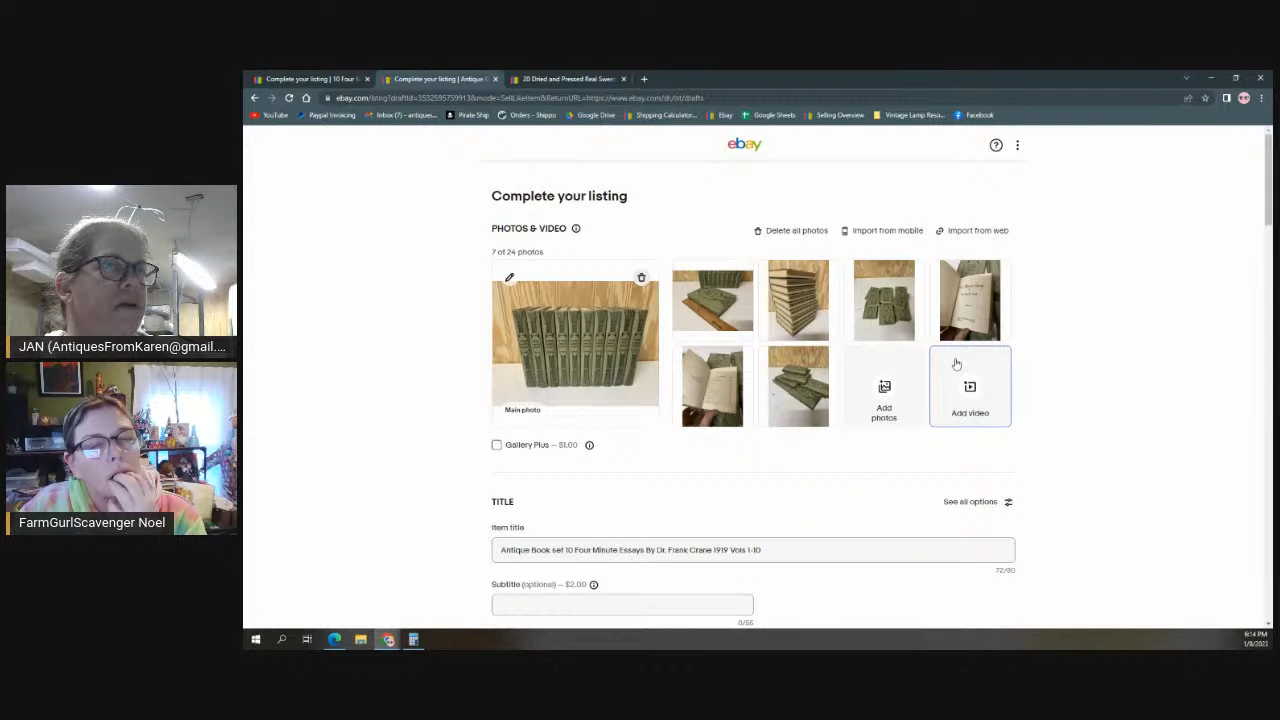 Complete your listing | 10 Four
Complete your listing | Antique
20 Dried and Pressed Real Sweet
YouTube
Paypal Invoicing
Inbox (7) - antiques...
Pirate Ship
Orders - Shippo
Google Drive
Shipping Calculator...
Ebay
Google Sheets
Selling Overview
Vintage Lamp Reso...
Facebook
ebay
Complete your listing
PHOTOS & VIDEO
Delete all photos
Import from mobile
Import from web
7 of 24 photos
Main photo
Add photos
Add video
Gallery Plus – $1.00
TITLE
See all options
Item title
Antique Book set 10 Four Minute Essays By Dr. Frank Crane 1919 Vols 1-10
72/80
Subtitle (optional) – $2.00
0/55
JAN (AntiquesFromKaren@gmail....
FarmGurlScavenger Noel
6:14 PM
1/8/2023